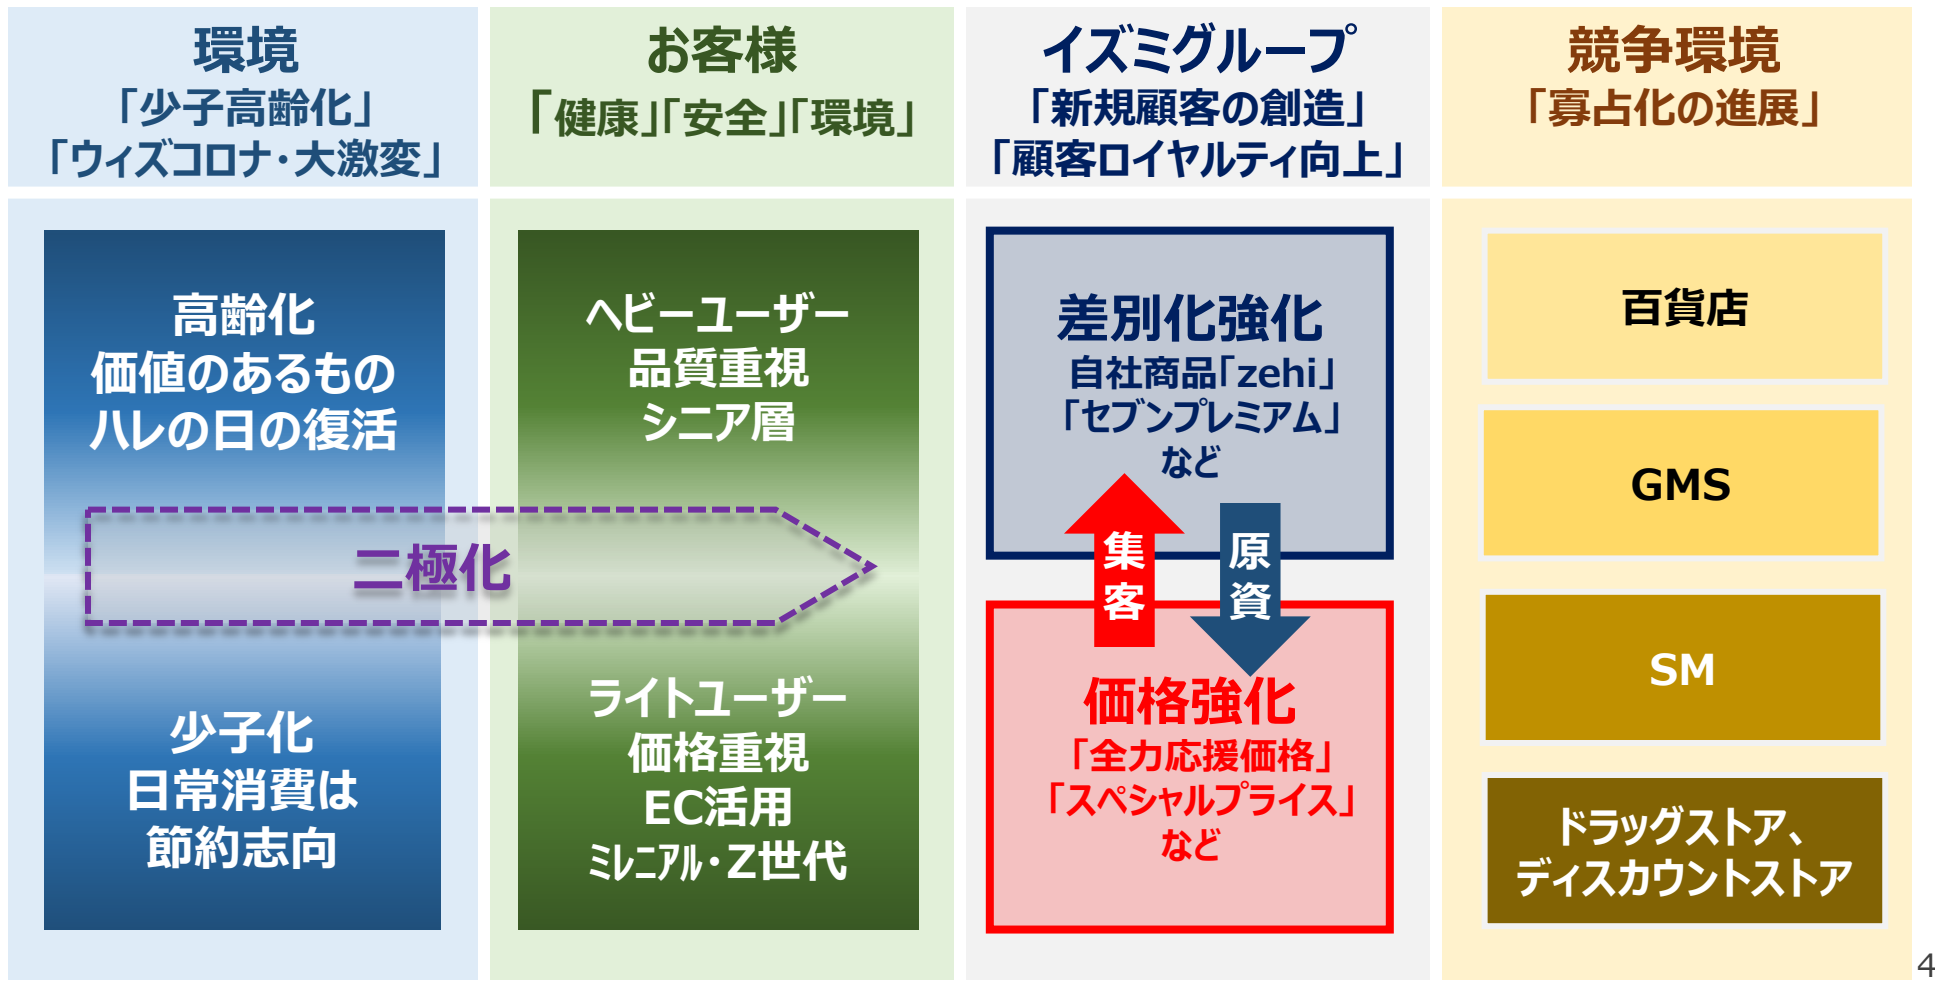 環境
「少子高齢化」
「ウィズコロナ・大激変」
お客様
「健康」「安全」「環境」
イズミグループ
「新規顧客の創造」
「顧客ロイヤルティ向上」
競争環境
「寡占化の進展」
高齢化
価値のあるもの
ハレの日の復活
二極化
少子化
日常消費は
節約志向
ヘビーユーザー
品質重視
シニア層
ライトユーザー
価格重視
EC活用
ミレニアル・Z世代
差別化強化
自社商品「zehi」
「セブンプレミアム」
など
集客
原資
価格強化
「全力応援価格」
「スペシャルプライス」
など
百貨店
GMS
SM
ドラッグストア、
ディスカウントストア
4